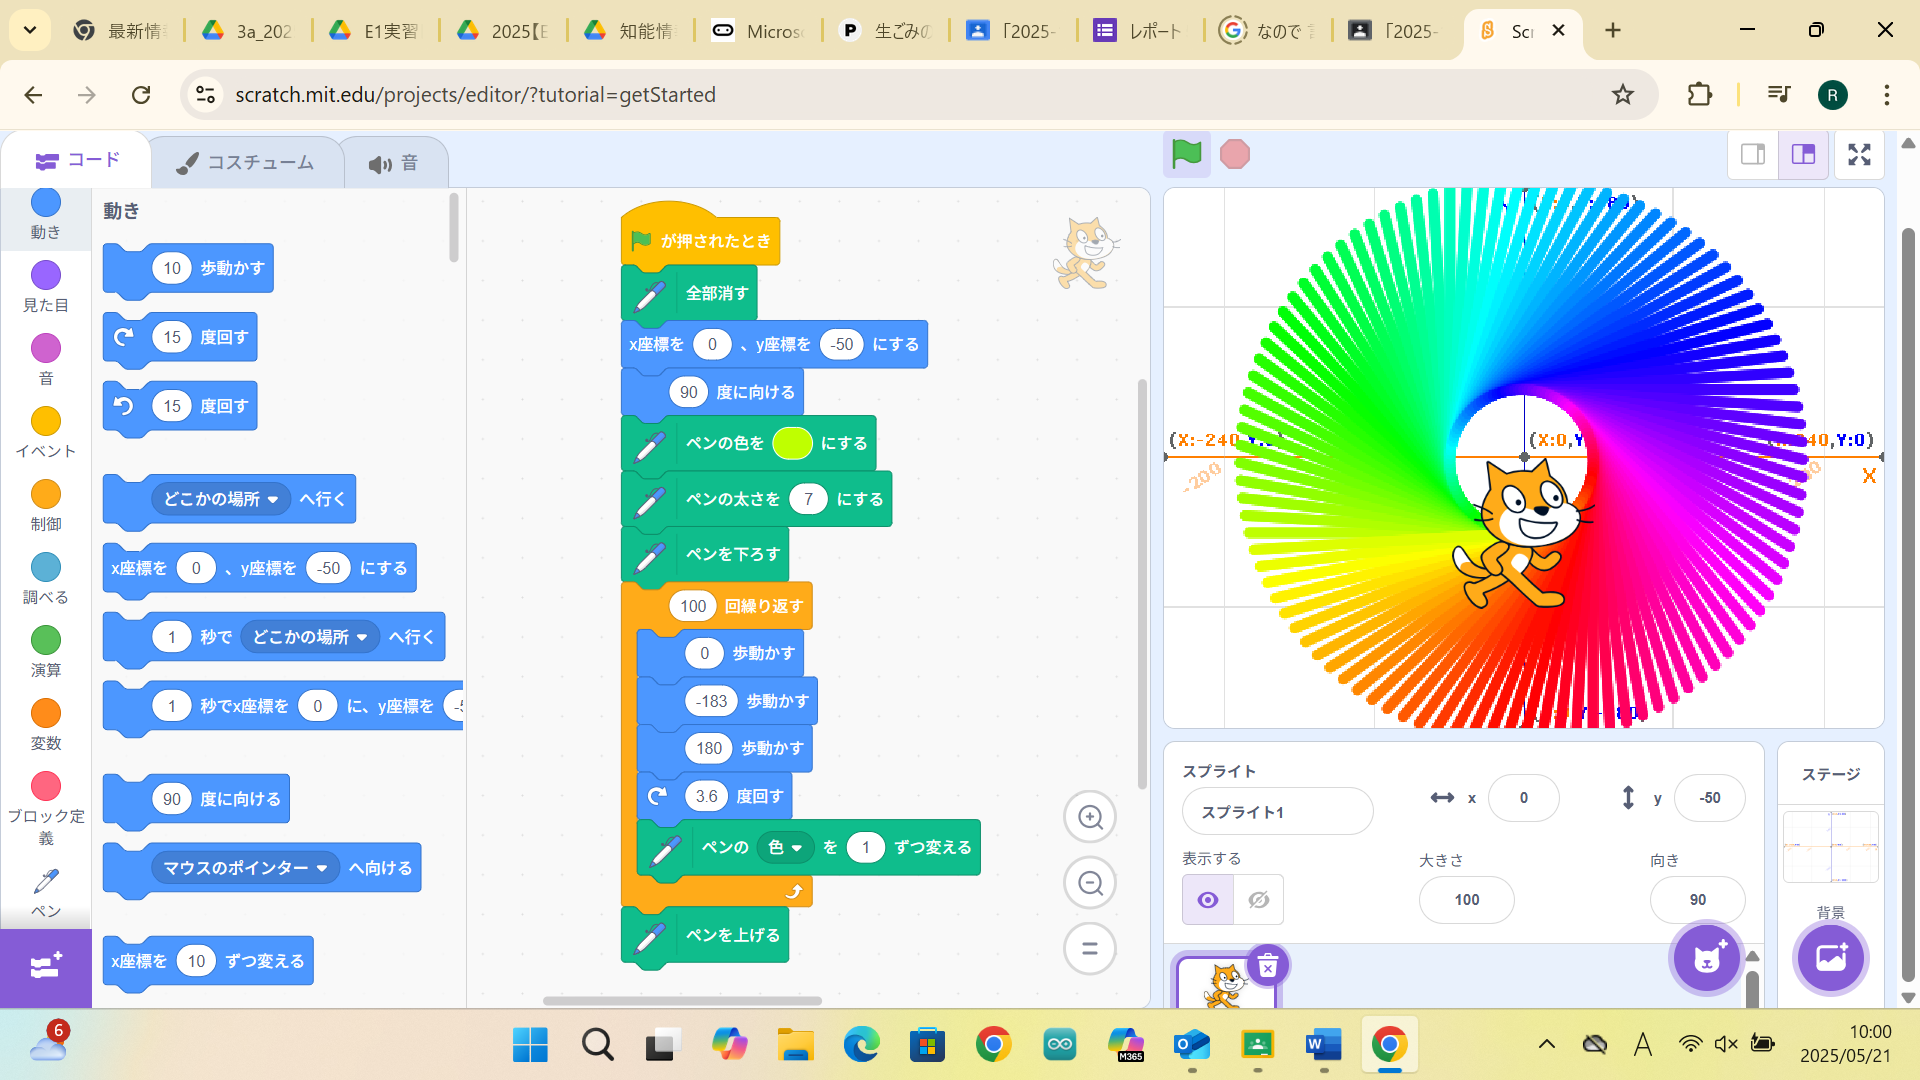 最新情
3a_202
E1実習
2025【E
知能情
Micros
P 生ごみの
「2025-
レポート
なので
「2025-
Scr
scratch.mit.edu/projects/editor/?tutorial=getStarted
R
コード
コスチューム
音
動き
見た目
音
イベント
制御
調べる
演算
変数
ブロック定
義
ペン
動き
10 歩動かす
15 度回す
15 度回す
どこかの場所 へ行く
x座標を 0 、y座標を -50 にする
1 秒で どこかの場所 へ行く
1 秒でx座標を 0 に、y座標を
90 度に向ける
マウスのポインター へ向ける
x座標を 10 ずつ変える
が押されたとき
全部消す
x座標を 0 、y座標を -50 にする
90 度に向ける
ペンの色を にする
ペンの太さを 7 にする
ペンを下ろす
100 回繰り返す
0 歩動かす
-183 歩動かす
180 歩動かす
3.6 度回す
ペンの 色 を 1 ずつ変える
ペンを上げる
(X:-240
(X:0,Y
40,Y:0)
-200
X
スプライト
スプライト1
x 0
y -50
表示する
大きさ
100
向き
90
ステージ
背景
6
M365
A
10:00
2025/05/21